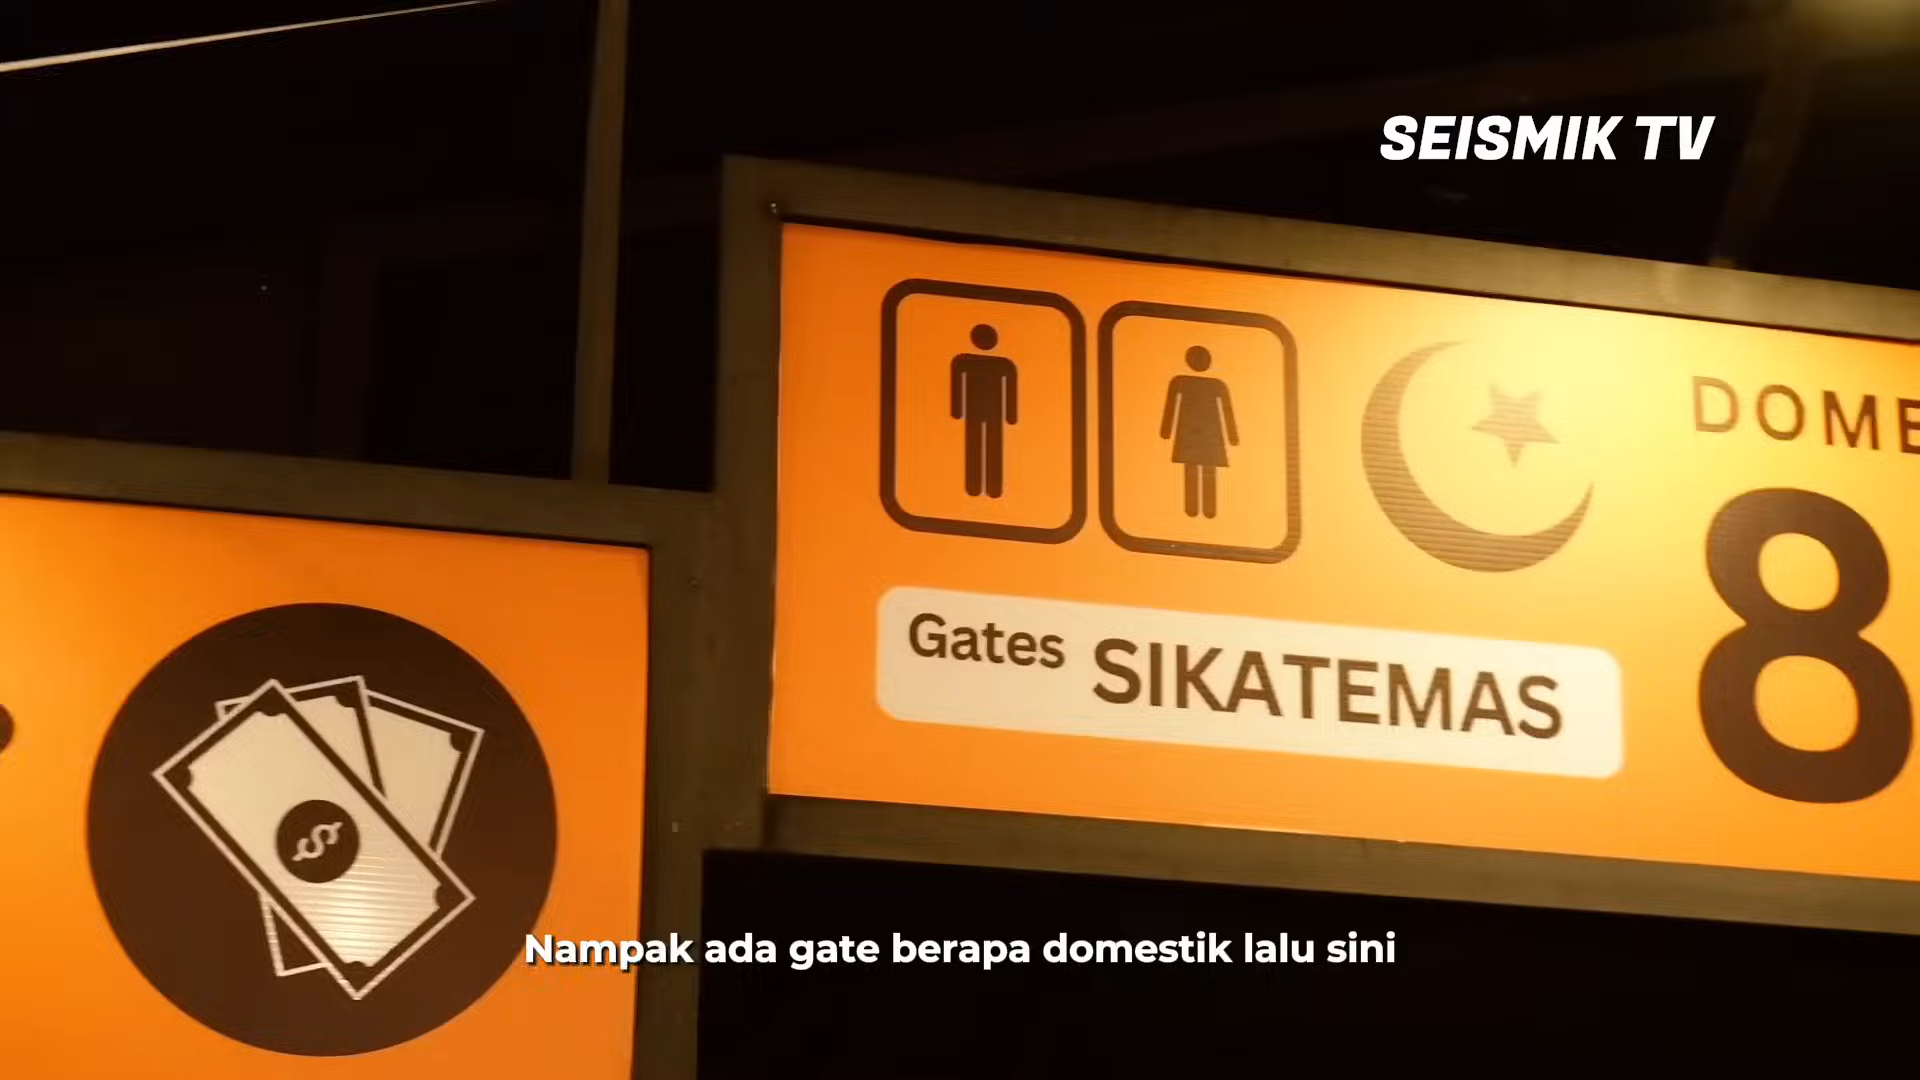 SEISMIK TV
DOME
8
Gates SIKATEMAS
$
Nampak ada gate berapa domestik lalu sini